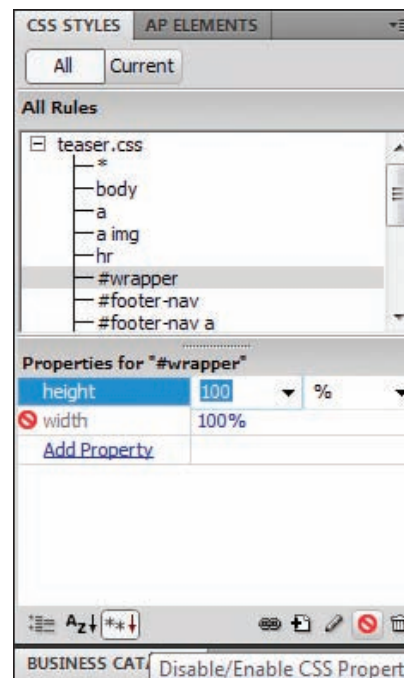 CSS STYLES AP ELEMENTS
All Current
All Rules
teaser.css
*
body
a
a img
hr
#wrapper
#footer-nav
#footer-nav a
Properties for "#wrapper"
height 100 %
width 100%
Add Property
AZ **
BUSINESS CAT
Disable/Enable CSS Propert